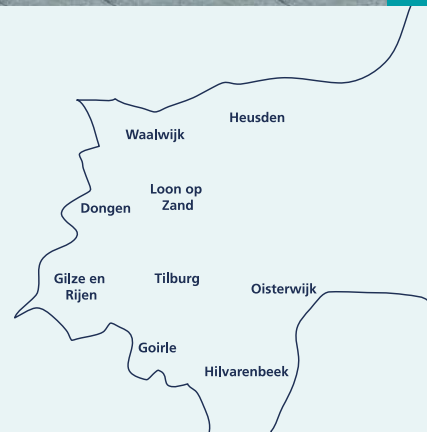 Heusden
Waalwijk
Loon op
Zand
Dongen
Gilze en
Rijen
Tilburg
Oisterwijk
Goirle
Hilvarenbeek